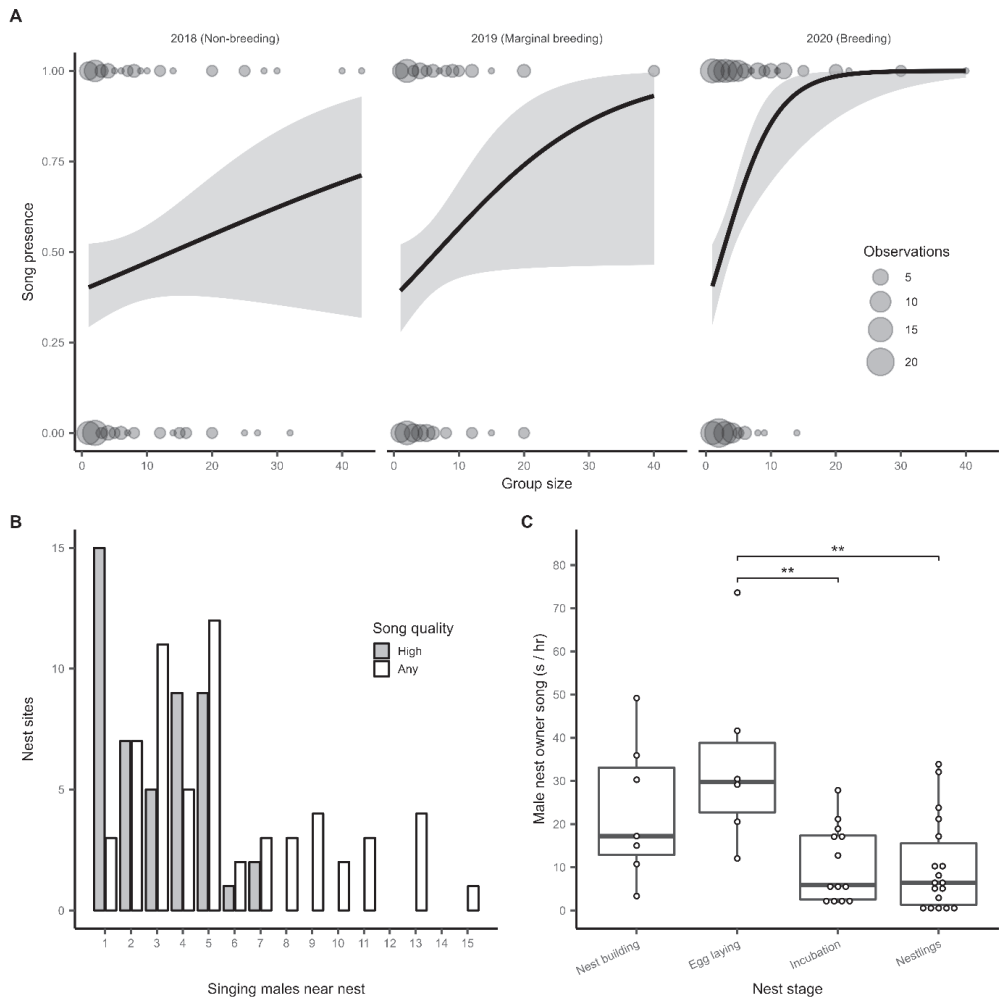 A
2018 (Non-breeding)
2019 (Marginal breeding)
2020 (Breeding)
Song presence
1.00
0.75
0.50
0.25
0.00
Observations
5
10
15
20
0 10 20 30 40
0 10 20 30 40
0 10 20 30 40
Group size
B
Nest sites
15
10
5
0
Song quality
High
Any
1 2 3 4 5 6 7 8 9 10 11 12 13 14 15
Singing males near nest
C
Male nest owner song (s / hr)
80
70
60
50
40
30
20
10
0
**
**
Nest building
Egg laying
Incubation
Nestlings
Nest stage